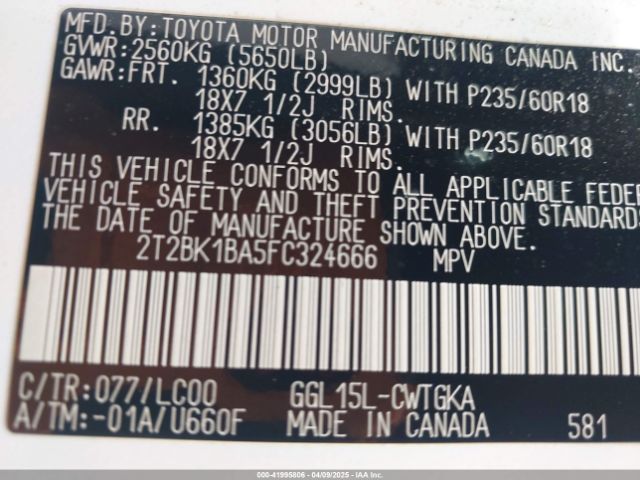 MFD. BY: TOYOTA MOTOR MANUFACTURING CANADA INC.
GVWR: 2560KG (5650LB)
GAWR: FRT. 1360KG (2999LB) WITH P235/60R18
18X7 1/2J RIMS.
RR. 1385KG (3056LB) WITH P235/60R18
18X7 1/2J RIMS.
THIS VEHICLE CONFORMS TO ALL APPLICABLE FEDER
VEHICLE SAFETY AND THEFT PREVENTION STANDARD
THE DATE OF MANUFACTURE SHOWN ABOVE.
2T2BK1BA5FC324666 MPV
C/TR: 077/LC00 GGL15L-CWTGKA
A/TM: -01A/U660F MADE IN CANADA 581
000-41995806 04/09/2025 IAAI.COM